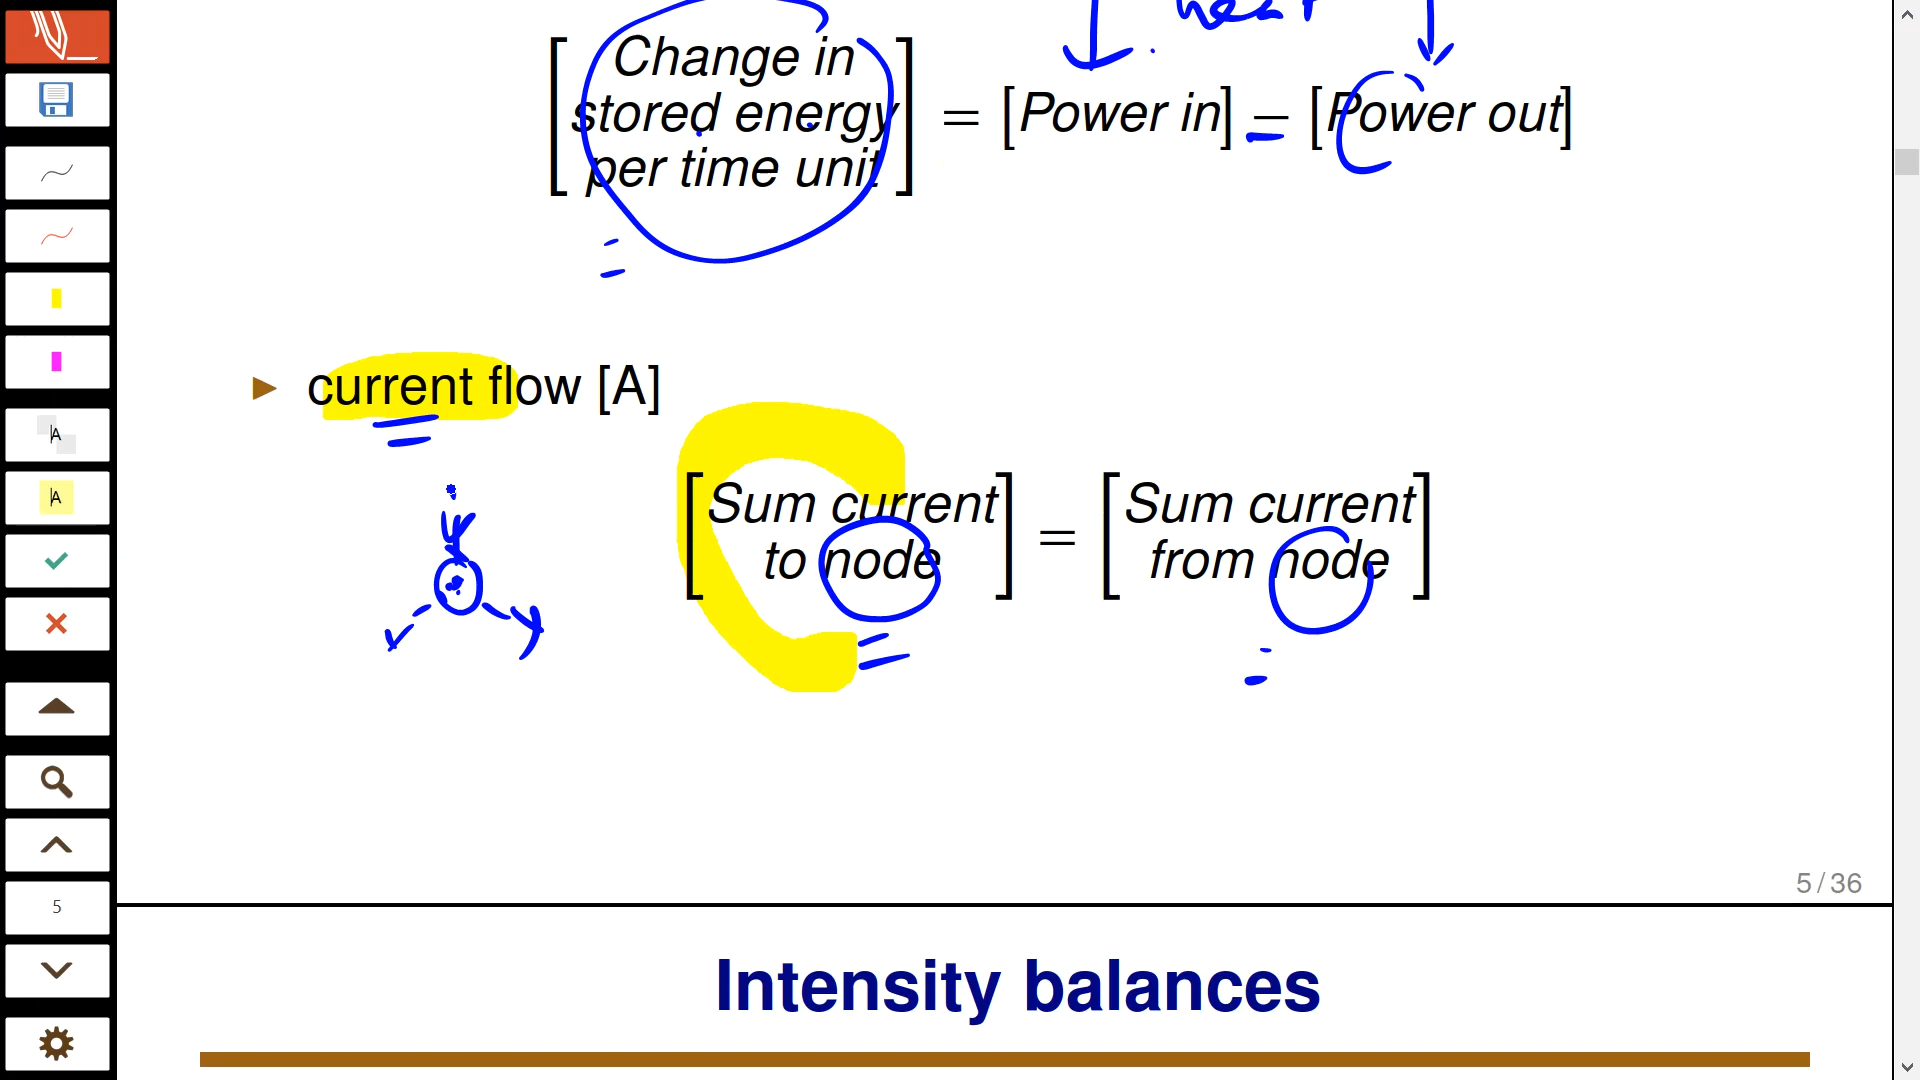 heat
[Change in stored energy per time unit] = [Power in] − [Power out]
► current flow [A]
[Sum current to node] = [Sum current from node]
5/36
Intensity balances
A
A
5